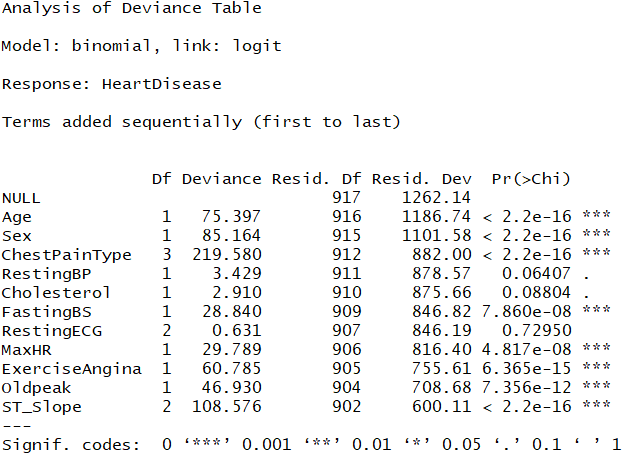 Analysis of Deviance Table
Model: binomial, link: logit
Response: HeartDisease
Terms added sequentially (first to last)
               Df Deviance Resid. Df Resid. Dev  Pr(>Chi)
NULL                             917    1262.14
Age             1   75.397       916    1186.74 < 2.2e-16 ***
Sex             1   85.164       915    1101.58 < 2.2e-16 ***
ChestPainType   3  219.580       912     882.00 < 2.2e-16 ***
RestingBP       1    3.429       911     878.57   0.06407 .
Cholesterol     1    2.910       910     875.66   0.08804 .
FastingBS       1   28.840       909     846.82 7.860e-08 ***
RestingECG      2    0.631       907     846.19   0.72950
MaxHR           1   29.789       906     816.40 4.817e-08 ***
ExerciseAngina  1   60.785       905     755.61 6.365e-15 ***
Oldpeak         1   46.930       904     708.68 7.356e-12 ***
ST_Slope        2  108.576       902     600.11 < 2.2e-16 ***
---
Signif. codes:  0 ‘***’ 0.001 ‘**’ 0.01 ‘*’ 0.05 ‘.’ 0.1 ‘ ’ 1